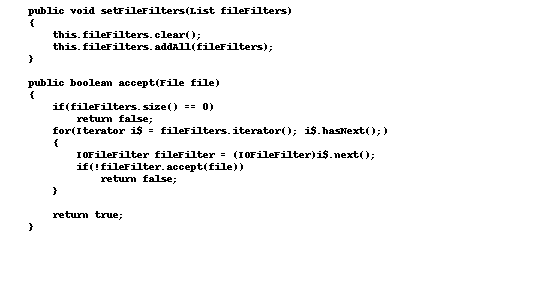 public void setFileFilters(List fileFilters)
{
    this.fileFilters.clear();
    this.fileFilters.addAll(fileFilters);
}
public boolean accept(File file)
{
    if(fileFilters.size() == 0)
        return false;
    for(Iterator i$ = fileFilters.iterator(); i$.hasNext();)
    {
        IOFileFilter fileFilter = (IOFileFilter)i$.next();
        if(!fileFilter.accept(file))
            return false;
    }
    return true;
}